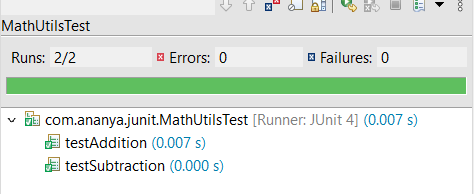 MathUtilsTest
Runs: 2/2 Errors: 0 Failures: 0
com.ananya.junit.MathUtilsTest [Runner: JUnit 4] (0.007 s)
testAddition (0.007 s)
testSubtraction (0.000 s)